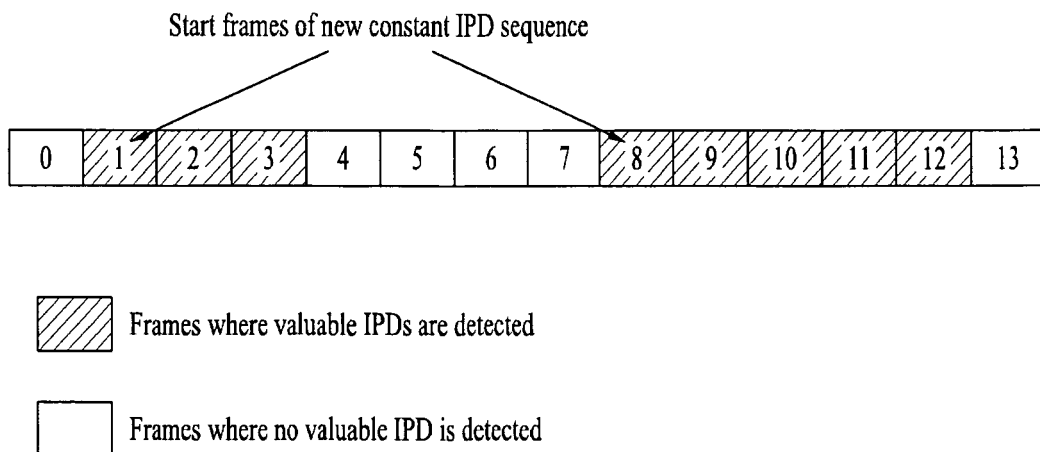 Start frames of new constant IPD sequence
0 1 2 3 4 5 6 7 8 9 10 11 12 13
Frames where valuable IPDs are detected
Frames where no valuable IPD is detected